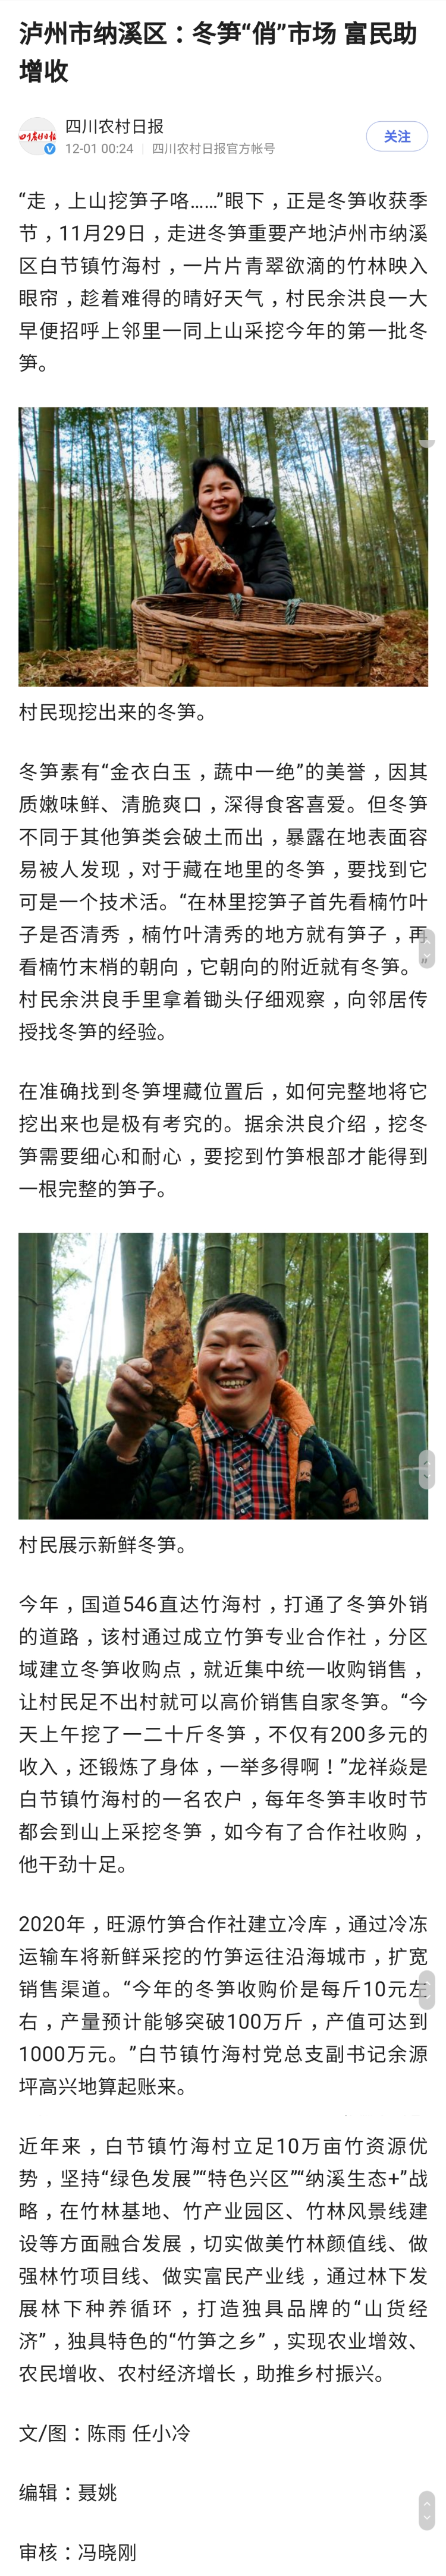 泸州市纳溪区：冬笋“俏”市场 富民助
增收
四川农村日报
四川农村日报
12-01 00:24 四川农村日报官方帐号
关注
“走，上山挖笋子咯……”眼下，正是冬笋收获季
节，11月29日，走进冬笋重要产地泸州市纳溪
区白节镇竹海村，一片片青翠欲滴的竹林映入
眼帘，趁着难得的晴好天气，村民余洪良一大
早便招呼上邻里一同上山采挖今年的第一批冬
笋。
村民现挖出来的冬笋。
冬笋素有“金衣白玉，蔬中一绝”的美誉，因其
质嫩味鲜、清脆爽口，深得食客喜爱。但冬笋
不同于其他笋类会破土而出，暴露在地表面容
易被人发现，对于藏在地里的冬笋，要找到它
可是一个技术活。“在林里挖笋子首先看楠竹叶
子是否清秀，楠竹叶清秀的地方就有笋子，再
看楠竹末梢的朝向，它朝向的附近就有冬笋。”
村民余洪良手里拿着锄头仔细观察，向邻居传
授找冬笋的经验。
在准确找到冬笋埋藏位置后，如何完整地将它
挖出来也是极有考究的。据余洪良介绍，挖冬
笋需要细心和耐心，要挖到竹笋根部才能得到
一根完整的笋子。
村民展示新鲜冬笋。
今年，国道546直达竹海村，打通了冬笋外销
的道路，该村通过成立竹笋专业合作社，分区
域建立冬笋收购点，就近集中统一收购销售，
让村民足不出村就可以高价销售自家冬笋。“今
天上午挖了一二十斤冬笋，不仅有200多元的
收入，还锻炼了身体，一举多得啊！”龙祥焱是
白节镇竹海村的一名农户，每年冬笋丰收时节
都会到山上采挖冬笋，如今有了合作社收购，
他干劲十足。
2020年，旺源竹笋合作社建立冷库，通过冷冻
运输车将新鲜采挖的竹笋运往沿海城市，扩宽
销售渠道。“今年的冬笋收购价是每斤10元左
右，产量预计能够突破100万斤，产值可达到
1000万元。”白节镇竹海村党总支副书记余源
坪高兴地算起账来。
近年来，白节镇竹海村立足10万亩竹资源优
势，坚持“绿色发展”“特色兴区”“纳溪生态+”战
略，在竹林基地、竹产业园区、竹林风景线建
设等方面融合发展，切实做美竹林颜值线、做
强林竹项目线、做实富民产业线，通过林下发
展林下种养循环，打造独具品牌的“山货经
济”，独具特色的“竹笋之乡”，实现农业增效、
农民增收、农村经济增长，助推乡村振兴。
文/图：陈雨 任小冷
编辑：聂姚
审核：冯晓刚